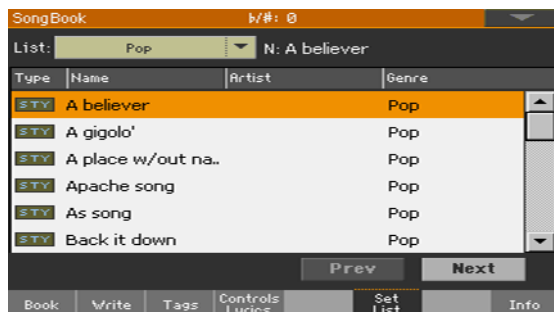 SongBook ♭/#: 0
List: Pop N: A believer
Type Name Artist Genre
STY A believer Pop
STY A gigolo' Pop
STY A place w/out na.. Pop
STY Apache song Pop
STY As song Pop
STY Back it down Pop
Prev Next
Book Write Tags Controls Lyrics Set List Info